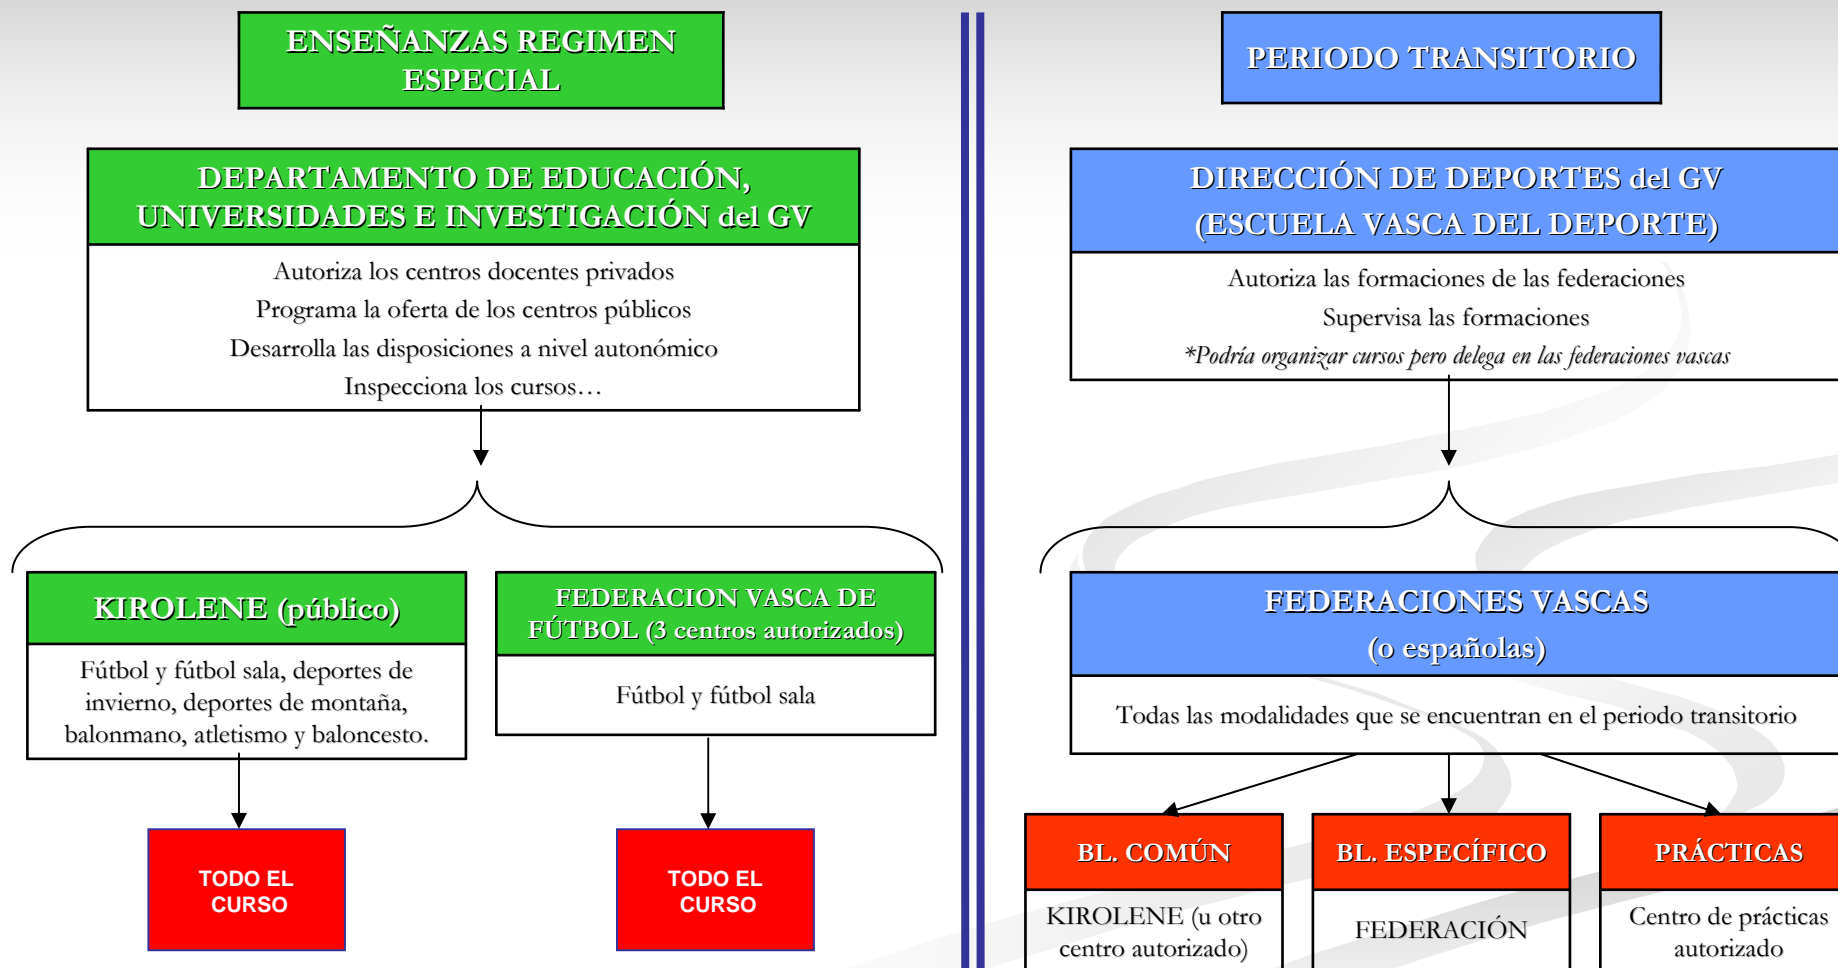 ENSEÑANZAS REGIMEN
ESPECIAL
DEPARTAMENTO DE EDUCACIÓN,
UNIVERSIDADES E INVESTIGACIÓN del GV
Autoriza los centros docentes privados
Programa la oferta de los centros públicos
Desarrolla las disposiciones a nivel autonómico
Inspecciona los cursos…
KIROLENE (público)
Fútbol y fútbol sala, deportes de
invierno, deportes de montaña,
balonmano, atletismo y baloncesto.
TODO EL
CURSO
FEDERACION VASCA DE
FÚTBOL (3 centros autorizados)
Fútbol y fútbol sala
TODO EL
CURSO
PERIODO TRANSITORIO
DIRECCIÓN DE DEPORTES del GV
(ESCUELA VASCA DEL DEPORTE)
Autoriza las formaciones de las federaciones
Supervisa las formaciones
*Podría organizar cursos pero delega en las federaciones vascas
FEDERACIONES VASCAS
(o españolas)
Todas las modalidades que se encuentran en el periodo transitorio
BL. COMÚN
KIROLENE (u otro
centro autorizado)
BL. ESPECÍFICO
FEDERACIÓN
PRÁCTICAS
Centro de prácticas
autorizado